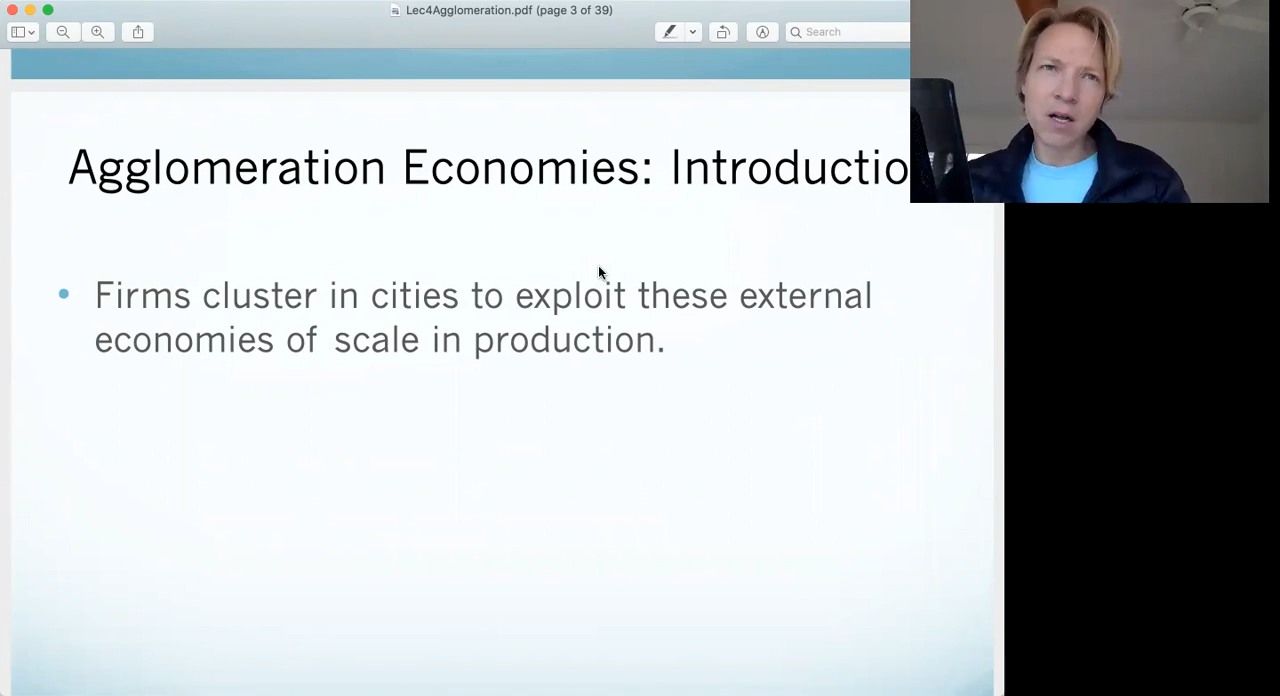 Lec4Agglomeration.pdf (page 3 of 39)
Search
Agglomeration Economies: Introductio
• Firms cluster in cities to exploit these external
economies of scale in production.